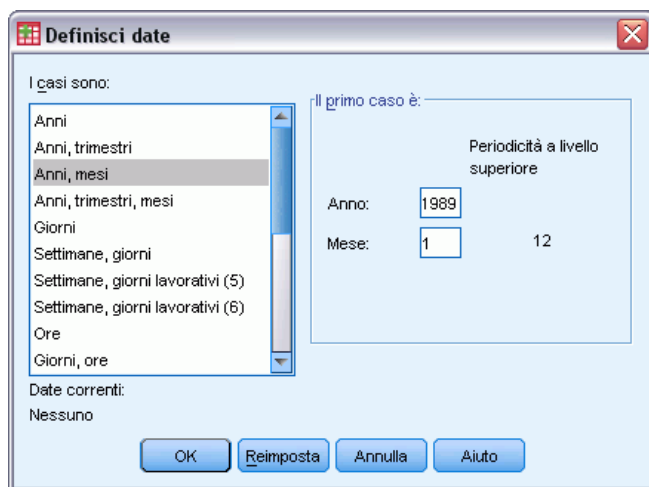 Definisci date
I casi sono:
Anni
Anni, trimestri
Anni, mesi
Anni, trimestri, mesi
Giorni
Settimane, giorni
Settimane, giorni lavorativi (5)
Settimane, giorni lavorativi (6)
Ore
Giorni, ore
Date correnti:
Nessuno
Il primo caso è:
Periodicità a livello
superiore
Anno: 1989
Mese: 1 12
OK Reimposta Annulla Aiuto